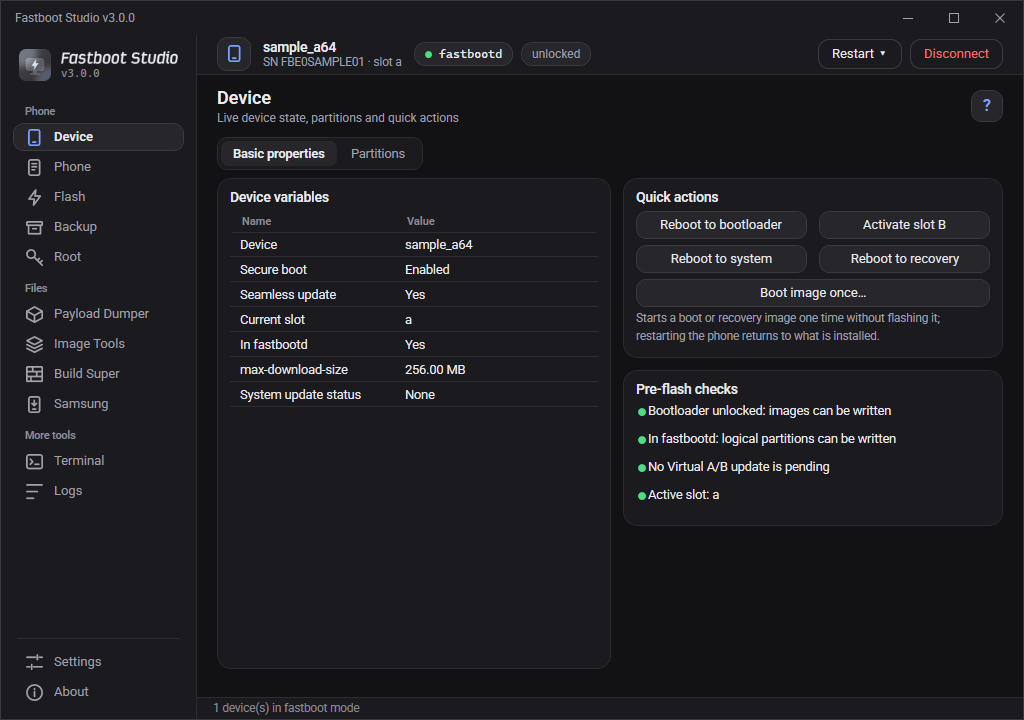 Fastboot Studio v3.0.0
Fastboot Studio
v3.0.0
Phone
Device
Phone
Flash
Backup
Root
Files
Payload Dumper
Image Tools
Build Super
Samsung
More tools
Terminal
Logs
Settings
About
sample_a64
SN FBE0SAMPLE01 · slot a
fastbootd
unlocked
Restart ▾
Disconnect
Device
Live device state, partitions and quick actions
?
Basic properties Partitions
Device variables
Name Value
Device sample_a64
Secure boot Enabled
Seamless update Yes
Current slot a
In fastbootd Yes
max-download-size 256.00 MB
System update status None
Quick actions
Reboot to bootloader Activate slot B
Reboot to system Reboot to recovery
Boot image once...
Starts a boot or recovery image one time without flashing it;
restarting the phone returns to what is installed.
Pre-flash checks
Bootloader unlocked: images can be written
In fastbootd: logical partitions can be written
No Virtual A/B update is pending
Active slot: a
1 device(s) in fastboot mode